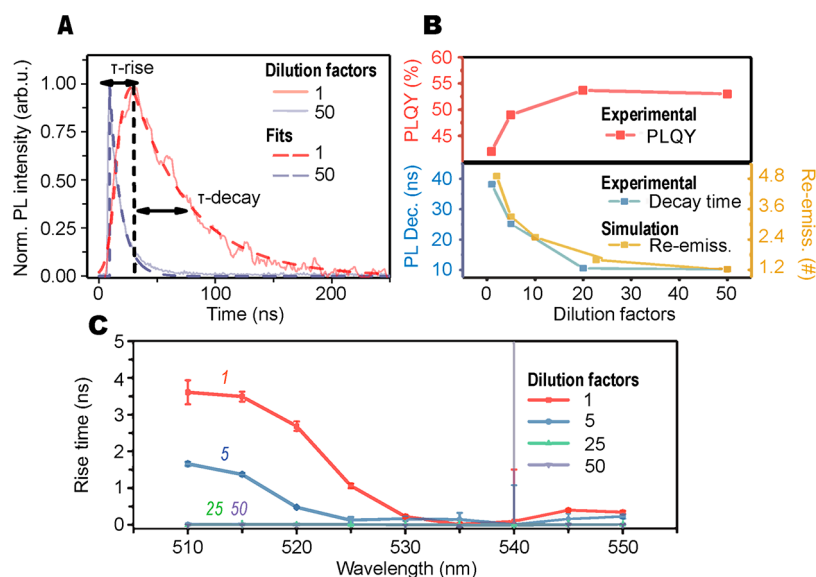 A
Norm. PL intensity (arb.u.)
1.00
0.75
0.50
0.25
0.00
τ-rise
τ-decay
Dilution factors
1
50
Fits
1
50
0
100
200
Time (ns)
B
PLQY (%)
60
55
50
45
Experimental
PLQY
PL Dec. (ns)
40
30
20
10
Experimental
Decay time
Simulation
Re-emiss.
4.8
3.6
2.4
1.2
Re-emiss. (#)
0 10 20 30 40 50
Dilution factors
C
Rise time (ns)
5
4
3
2
1
0
1
5
25 50
Dilution factors
1
5
25
50
510 520 530 540 550
Wavelength (nm)